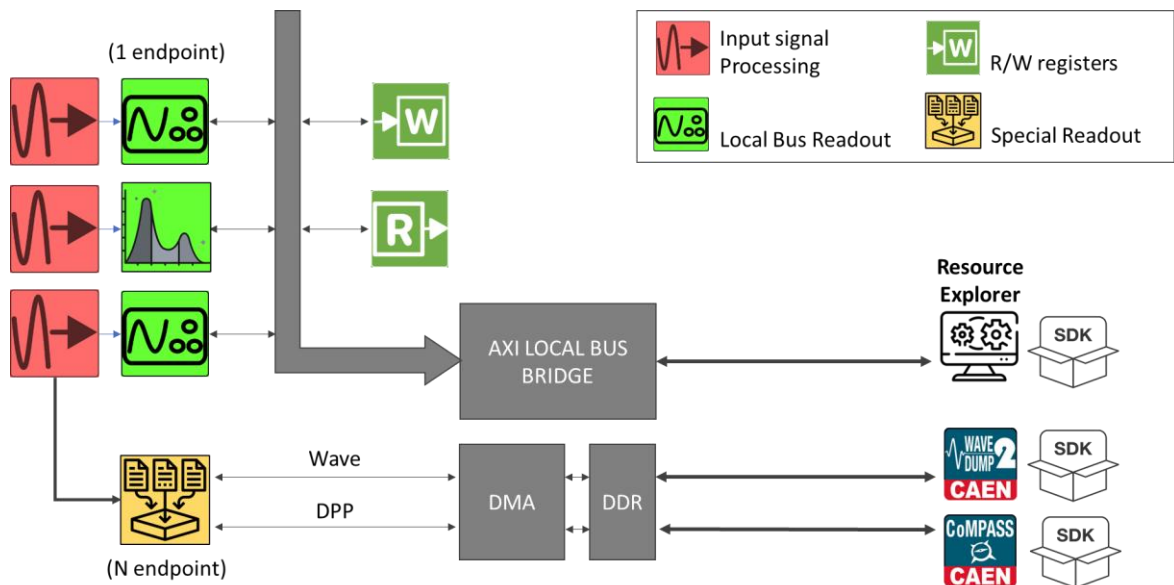 (1 endpoint)
Input signal
Processing
W
R/W registers
Local Bus Readout
Special Readout
W
R
Resource
Explorer
AXI LOCAL BUS
BRIDGE
SDK
Wave
DPP
DMA
DDR
WAVE
DUMP 2
CAEN
SDK
CoMPASS
CAEN
SDK
(N endpoint)